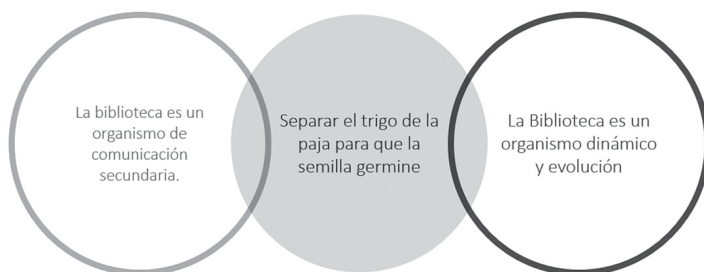 La biblioteca es un
organismo de
comunicación
secundaria.
Separar el trigo de la
paja para que la
semilla germine
La Biblioteca es un
organismo dinámico
y evolución